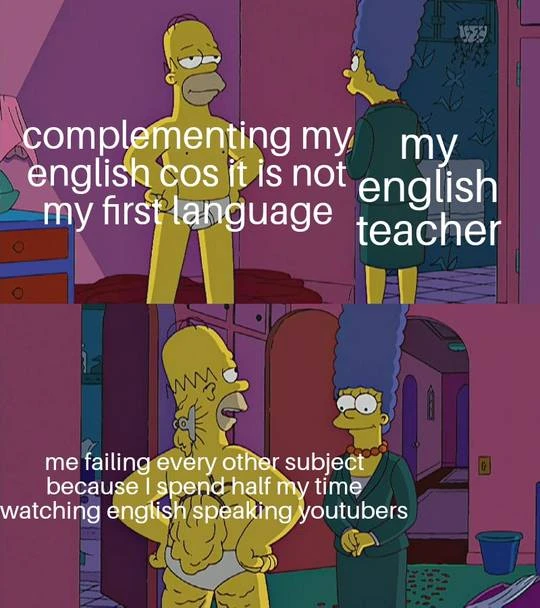 complementing my
english cos it is not
my first language
my
english
teacher
me failing every other subject
because I spend half my time
watching english speaking youtubers